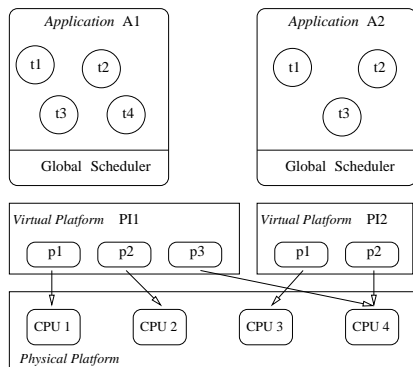 Application A1
t1
t2
t3
t4
Global Scheduler
Application A2
t1
t2
t3
Global Scheduler
Virtual Platform PI1
p1
p2
p3
Virtual Platform PI2
p1
p2
CPU 1
CPU 2
CPU 3
CPU 4
Physical Platform